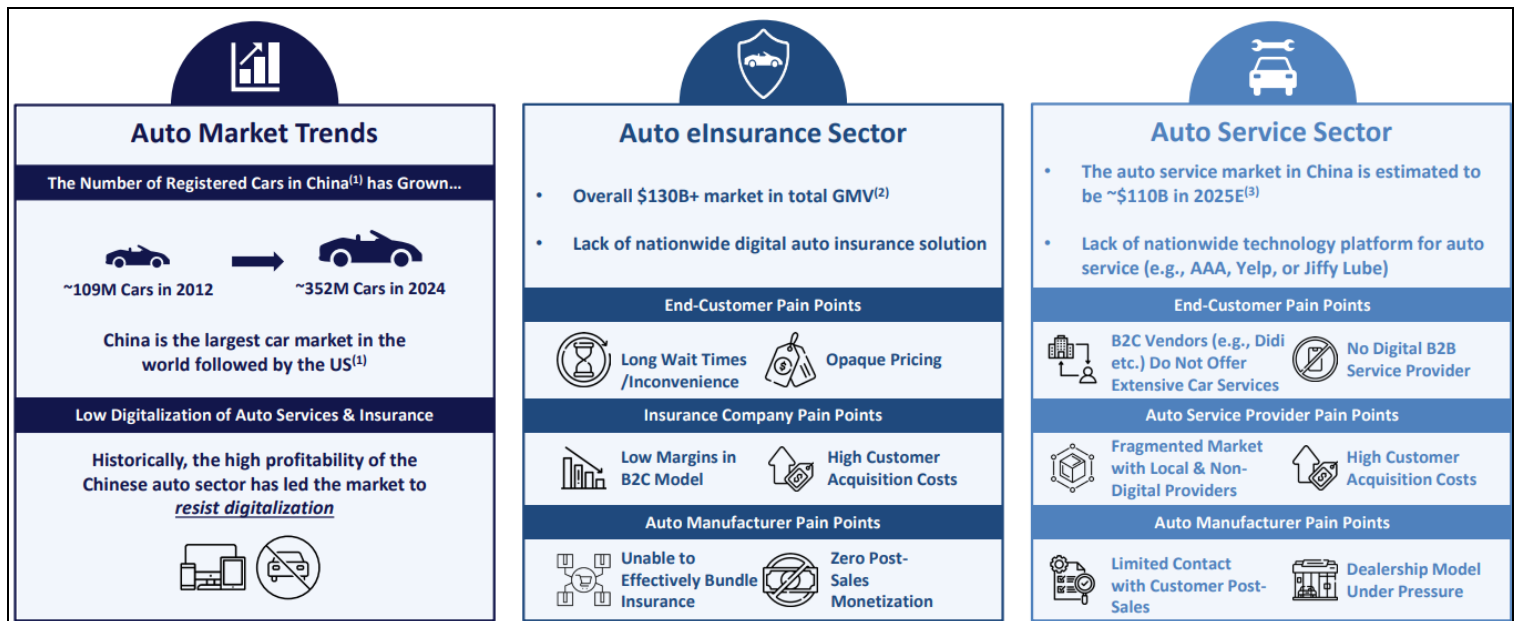 Auto Market Trends
The Number of Registered Cars in China(1) has Grown...
~109M Cars in 2012
~352M Cars in 2024
China is the largest car market in the
world followed by the US(1)
Low Digitalization of Auto Services & Insurance
Historically, the high profitability of the
Chinese auto sector has led the market to
resist digitalization
Auto eInsurance Sector
• Overall $130B+ market in total GMV(2)
• Lack of nationwide digital auto insurance solution
End-Customer Pain Points
Long Wait Times
/Inconvenience
Opaque Pricing
Insurance Company Pain Points
Low Margins in
B2C Model
High Customer
Acquisition Costs
Auto Manufacturer Pain Points
Unable to
Effectively Bundle
Insurance
Zero Post-
Sales
Monetization
Auto Service Sector
• The auto service market in China is estimated to
be ~$110B in 2025E(3)
• Lack of nationwide technology platform for auto
service (e.g., AAA, Yelp, or Jiffy Lube)
End-Customer Pain Points
B2C Vendors (e.g., Didi
etc.) Do Not Offer
Extensive Car Services
No Digital B2B
Service Provider
Auto Service Provider Pain Points
Fragmented Market
with Local & Non-
Digital Providers
High Customer
Acquisition Costs
Auto Manufacturer Pain Points
Limited Contact
with Customer Post-
Sales
Dealership Model
Under Pressure